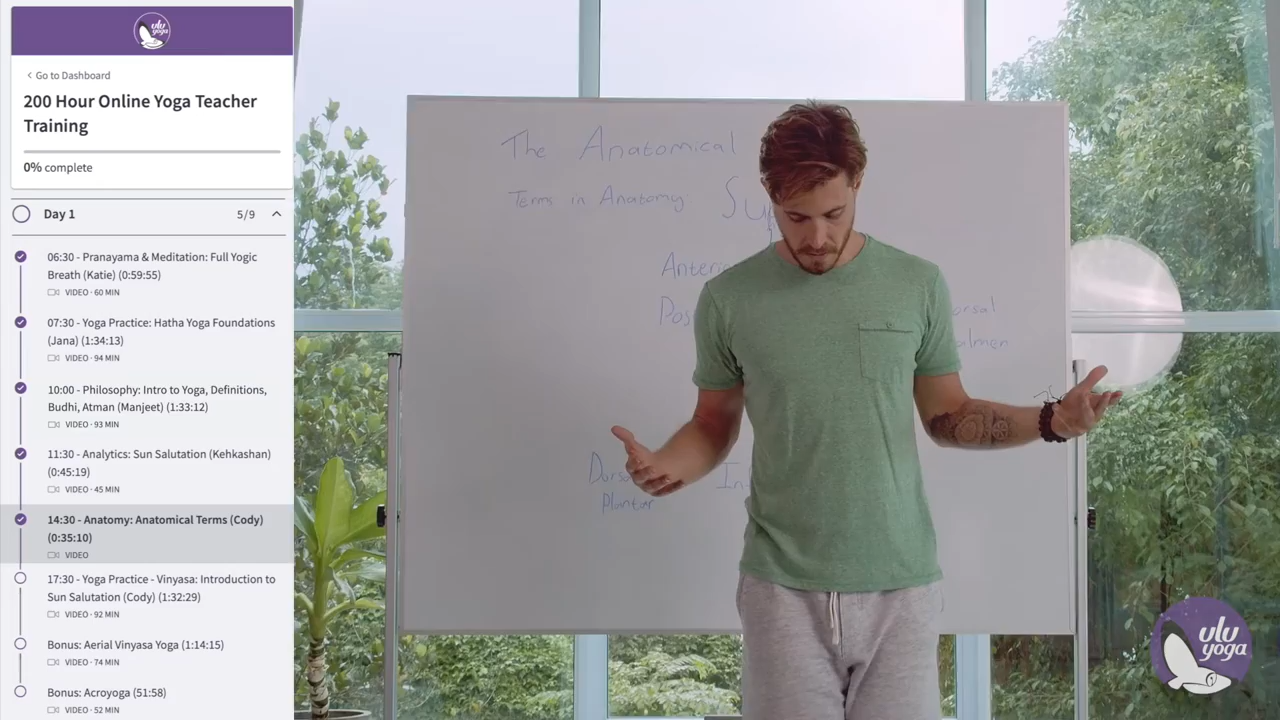 ulu
yoga
Go to Dashboard
200 Hour Online Yoga Teacher
Training
0% complete
Day 1
5/9
06:30 - Pranayama & Meditation: Full Yogic
Breath (Katie) (0:59:55)
VIDEO · 60 MIN
07:30 - Yoga Practice: Hatha Yoga Foundations
(Jana) (1:34:13)
VIDEO · 94 MIN
10:00 - Philosophy: Intro to Yoga, Definitions,
Budhi, Atman (Manjeet) (1:33:12)
VIDEO · 93 MIN
11:30 - Analytics: Sun Salutation (Kehkashan)
(0:45:19)
VIDEO · 45 MIN
14:30 - Anatomy: Anatomical Terms (Cody)
(0:35:10)
VIDEO
17:30 - Yoga Practice - Vinyasa: Introduction to
Sun Salutation (Cody) (1:32:29)
VIDEO · 92 MIN
Bonus: Aerial Vinyasa Yoga (1:14:15)
VIDEO · 74 MIN
Bonus: Acroyoga (51:58)
VIDEO · 52 MIN
The Anatomical
Terms in Anatomy:
Plantar
ulu
yoga